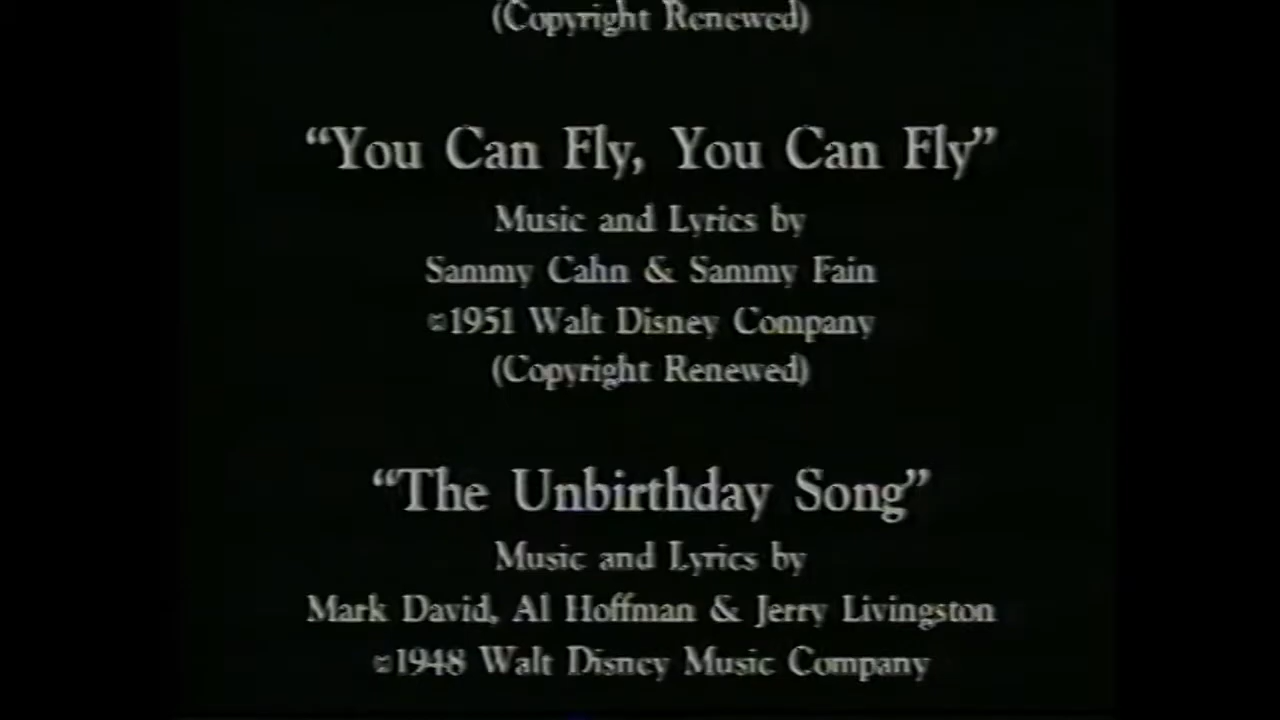 (Copyright Renewed)
“You Can Fly, You Can Fly”
Music and Lyrics by
Sammy Cahn & Sammy Fain
©1951 Walt Disney Company
(Copyright Renewed)
“The Unbirthday Song”
Music and Lyrics by
Mark David, Al Hoffman & Jerry Livingston
©1948 Walt Disney Music Company